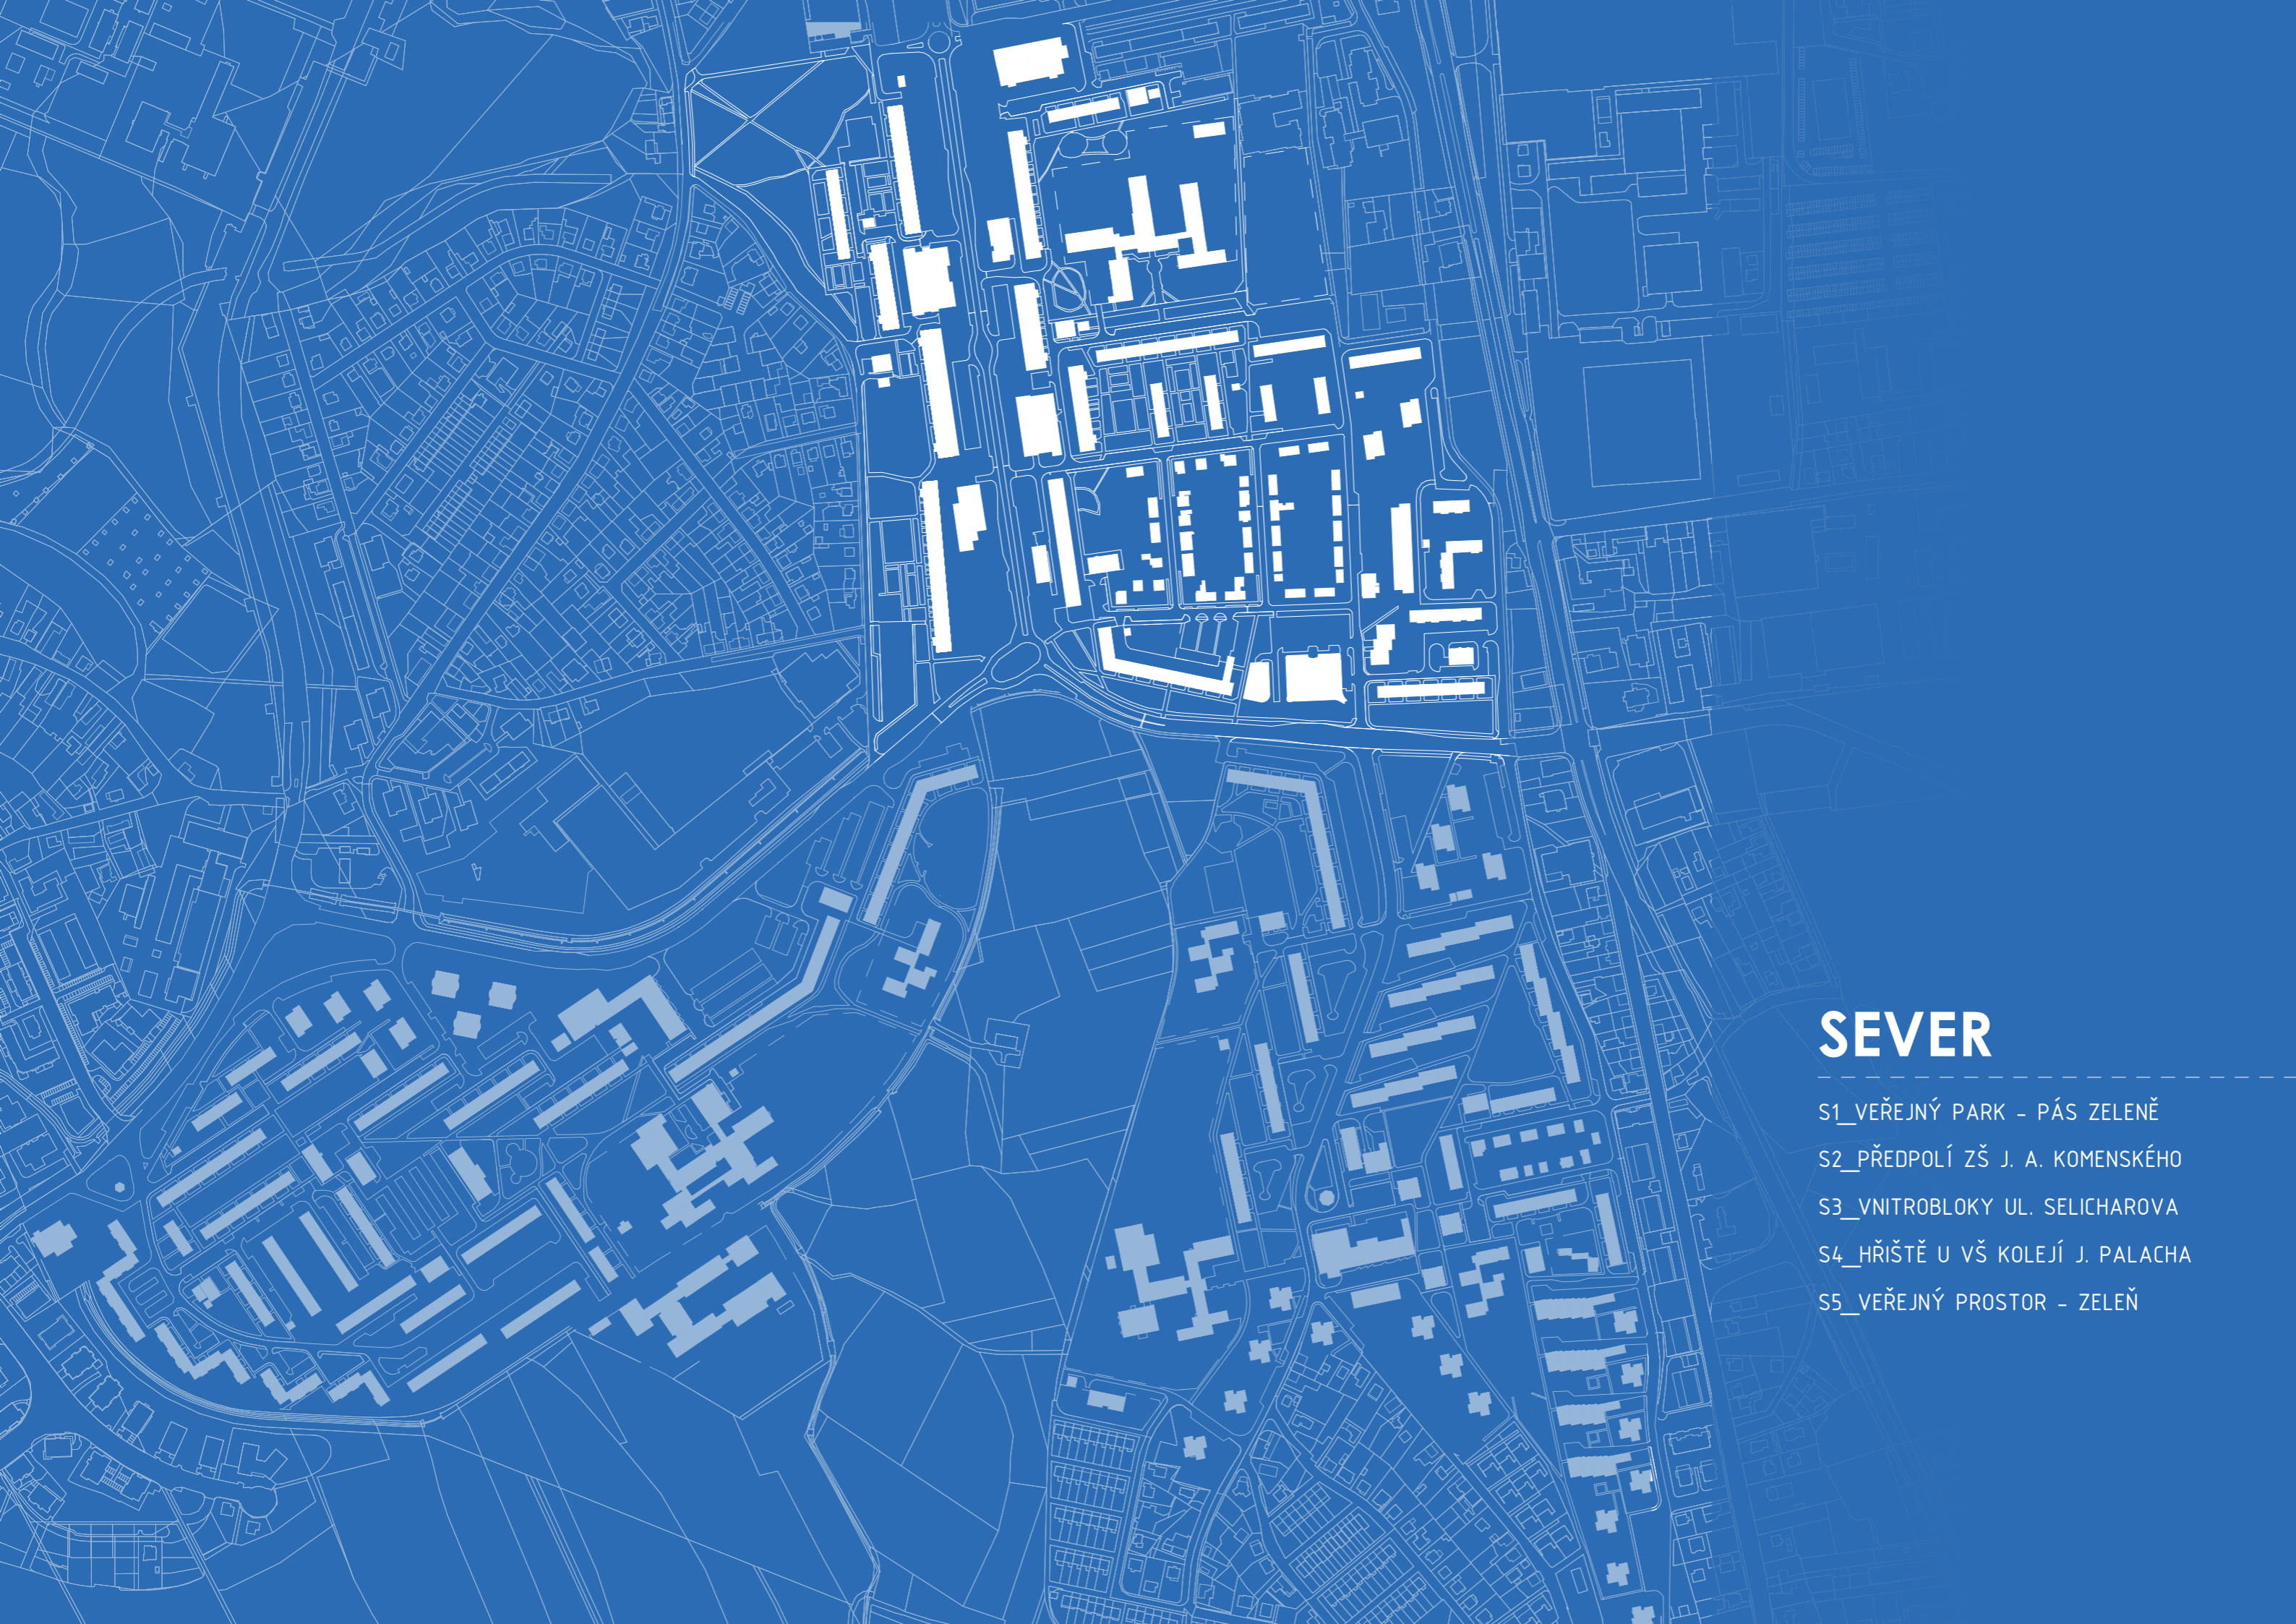 SEVER
S1_VEŘEJNÝ PARK - PÁS ZELENĚ
S2_PŘEDPOLÍ ZŠ J. A. KOMENSKÉHO
S3_VNITROBLOKY UL. SELICHAROVA
S4_HŘIŠTĚ U VŠ KOLEJÍ J. PALACHA
S5_VEŘEJNÝ PROSTOR - ZELEŇ